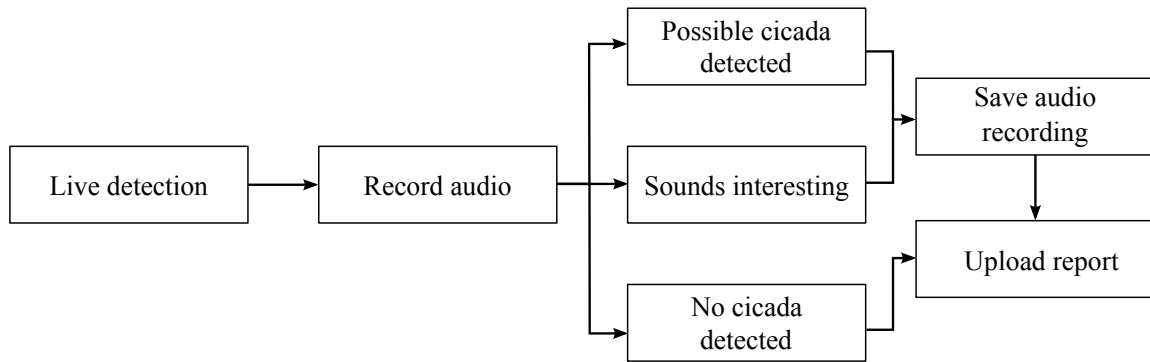 Live detection
Record audio
Possible cicada
detected
Sounds interesting
No cicada
detected
Save audio
recording
Upload report